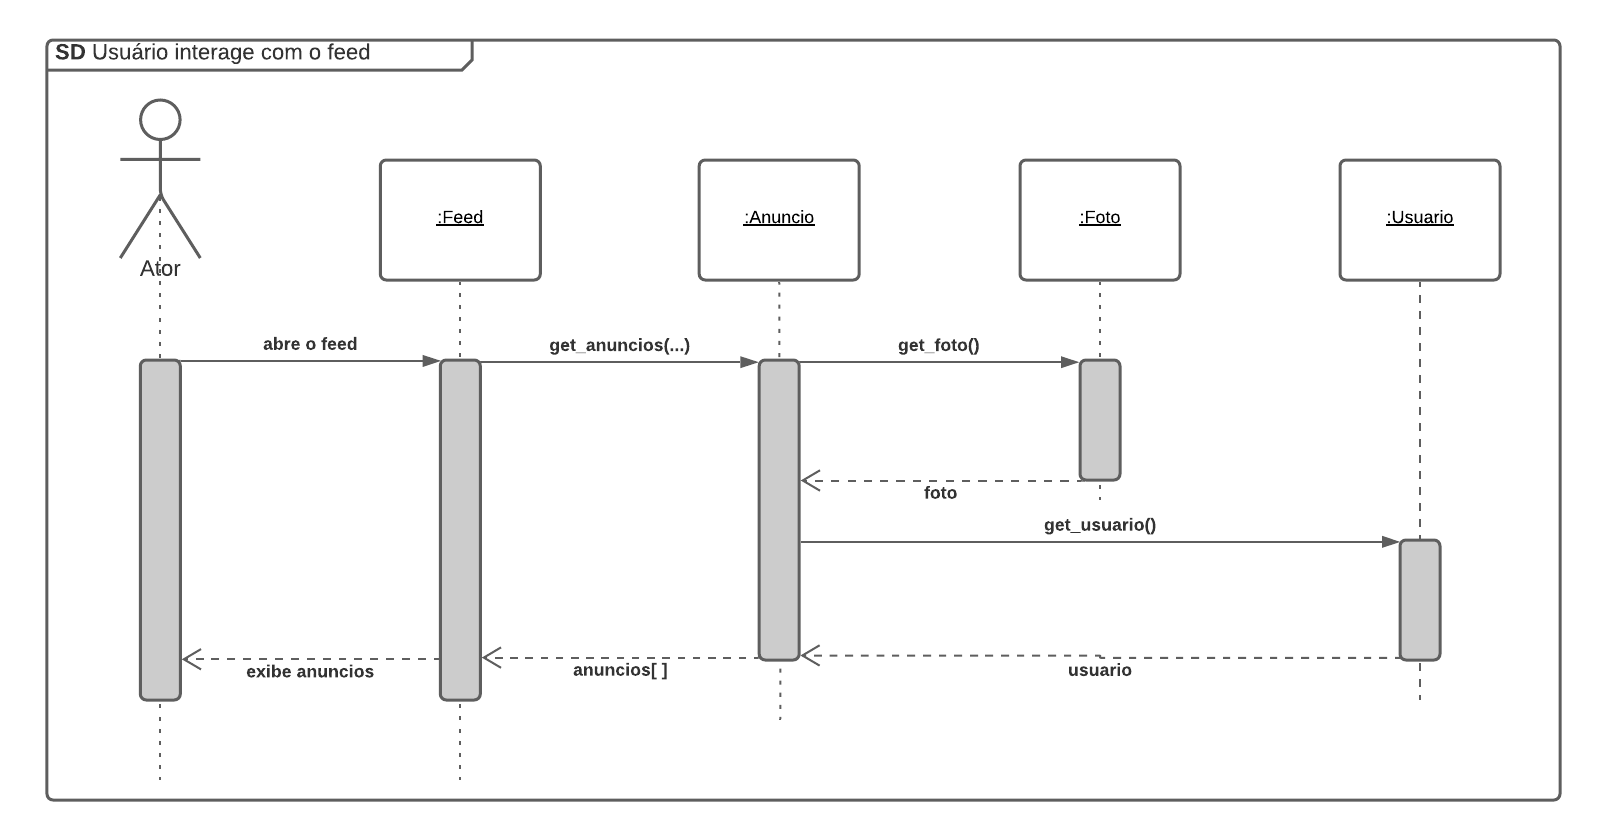 SD Usuário interage com o feed
Ator
:Feed
:Anuncio
:Foto
:Usuario
abre o feed
get_anuncios(...)
get_foto()
foto
get_usuario()
usuario
anuncios[ ]
exibe anuncios